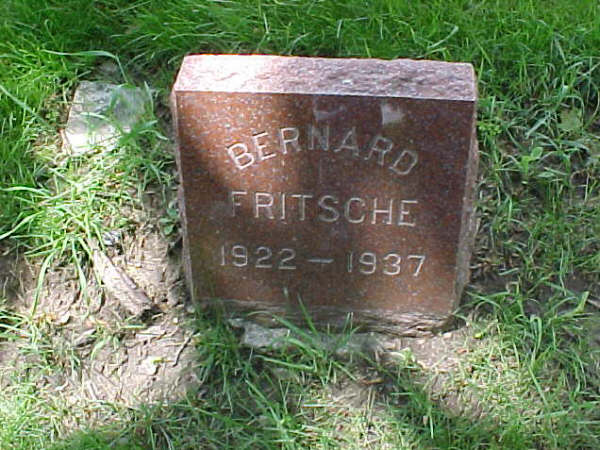 BERNARD
FRITSCHE
1922 — 1937